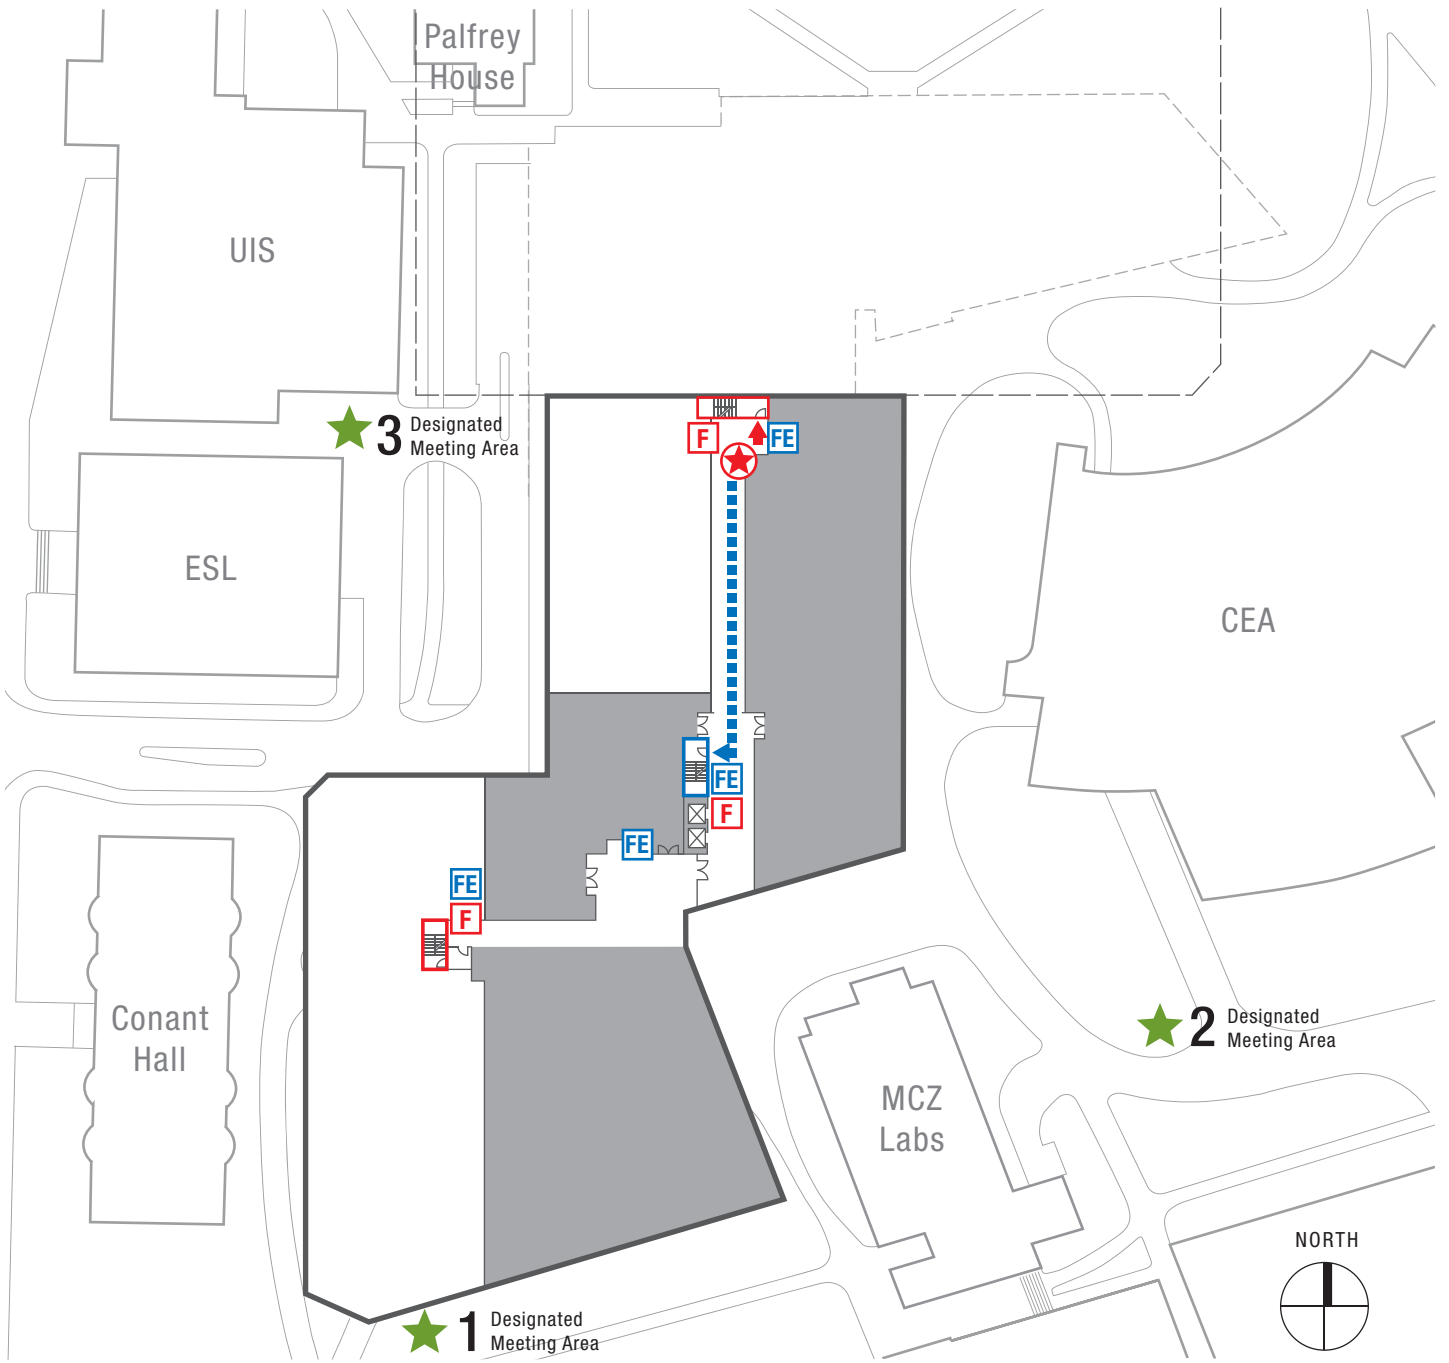 Palfrey
House
UIS
3 Designated
Meeting Area
F
FE
ESL
CEA
FE
F
FE
FE
F
Conant
Hall
2 Designated
Meeting Area
MCZ
Labs
NORTH
1 Designated
Meeting Area